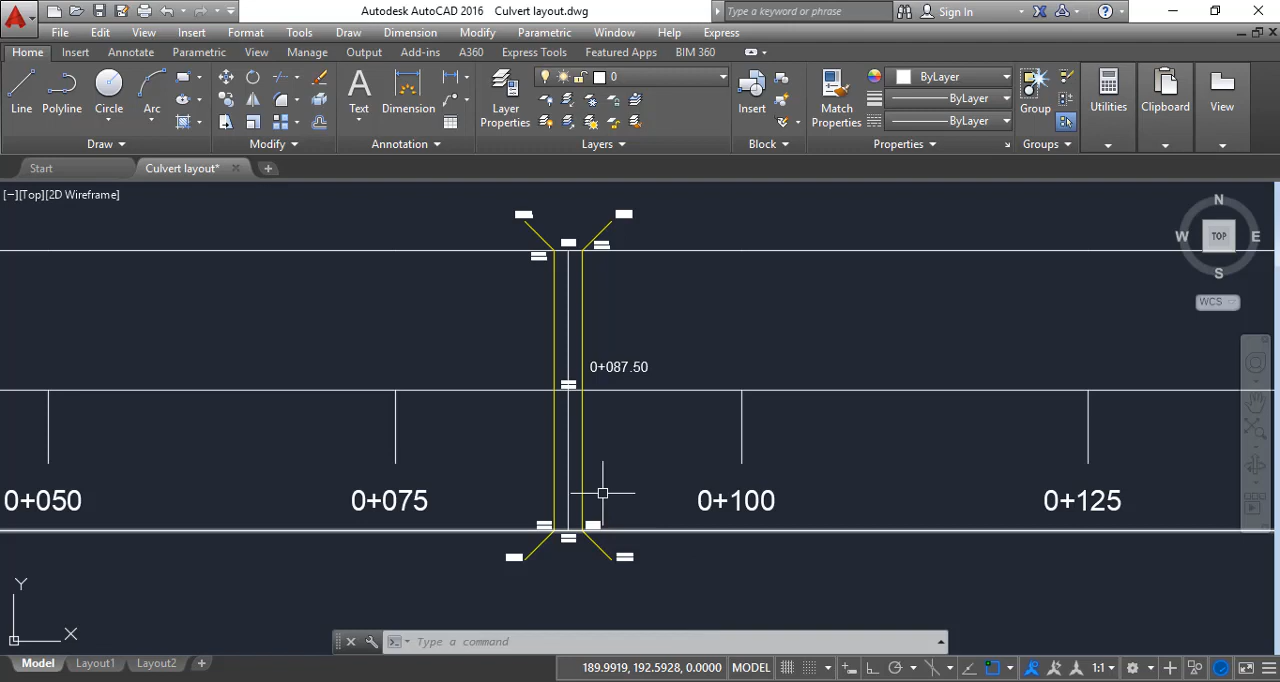 Autodesk AutoCAD 2016 Culvert layout.dwg
Type a keyword or phrase
Sign In
File Edit View Insert Format Tools Draw Dimension Modify Parametric Window Help Express
Home Insert Annotate Parametric View Manage Output Add-ins A360 Express Tools Featured Apps BIM 360
Line Polyline Circle Arc
Draw
Modify
Text Dimension
Annotation
Layer Properties
0
Layers
Insert
Block
Match Properties
ByLayer
ByLayer
ByLayer
Properties
Group
Groups
Utilities
Clipboard
View
Start
Culvert layout*
[−][Top][2D Wireframe]
N
W TOP E
S
WCS
0+087.50
0+050 0+075 0+100 0+125
Y
X
Type a command
Model Layout1 Layout2
189.9919, 192.5928, 0.0000 MODEL 1:1